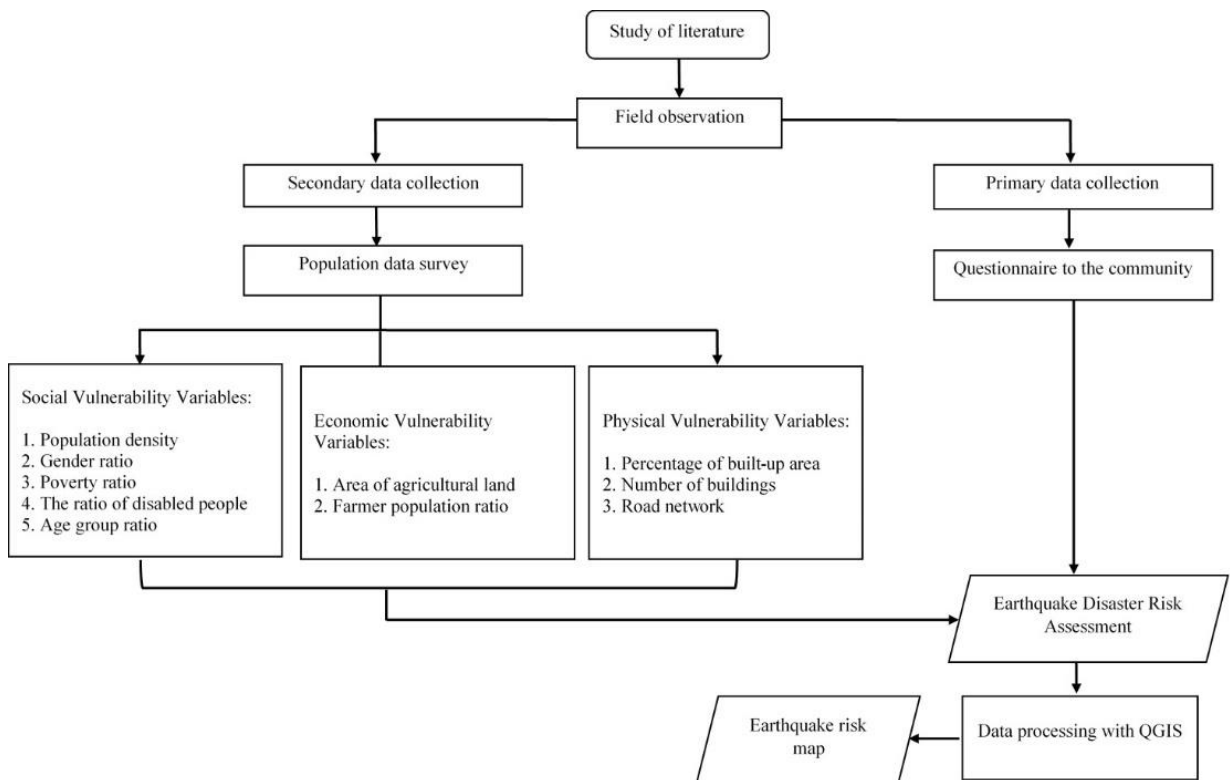 Study of literature
Field observation
Secondary data collection
Primary data collection
Population data survey
Questionnaire to the community
Social Vulnerability Variables:
1. Population density
2. Gender ratio
3. Poverty ratio
4. The ratio of disabled people
5. Age group ratio
Economic Vulnerability
Variables:
1. Area of agricultural land
2. Farmer population ratio
Physical Vulnerability Variables:
1. Percentage of built-up area
2. Number of buildings
3. Road network
Earthquake Disaster Risk
Assessment
Data processing with QGIS
Earthquake risk
map